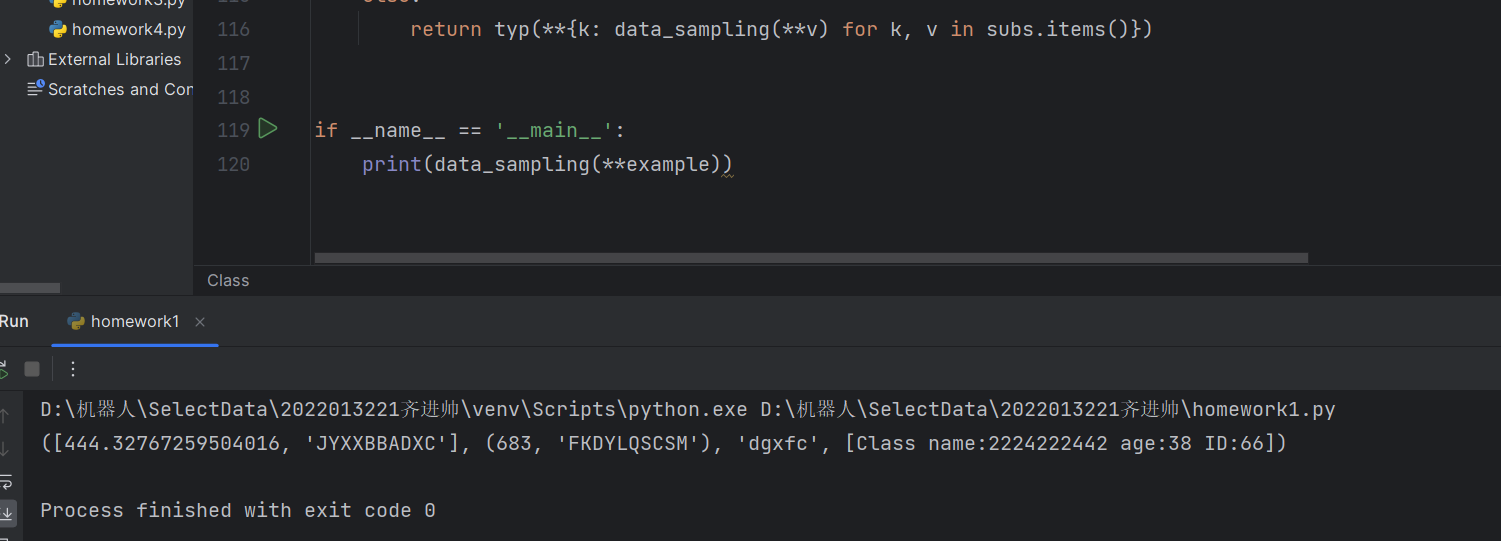 homework4.py
External Libraries
Scratches and Con
116 return typ(**{k: data_sampling(**v) for k, v in subs.items()})
117
118
119 if __name__ == '__main__':
120 print(data_sampling(**example))
Class
Run homework1
D:\机器人\SelectData\2022013221齐进帅\venv\Scripts\python.exe D:\机器人\SelectData\2022013221齐进帅\homework1.py
([444.32767259504016, 'JYXXBBADXC'], (683, 'FKDYLQSCSM'), 'dgxfc', [Class name:2224222442 age:38 ID:66])
Process finished with exit code 0